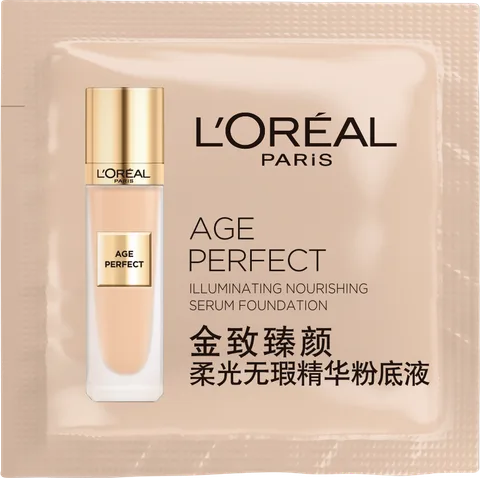 L'ORÉAL
PARIS
AGE
PERFECT
L'ORÉAL
PARIS
AGE
PERFECT
ILLUMINATING NOURISHING
SERUM FOUNDATION
金致臻颜
柔光无瑕精华粉底液